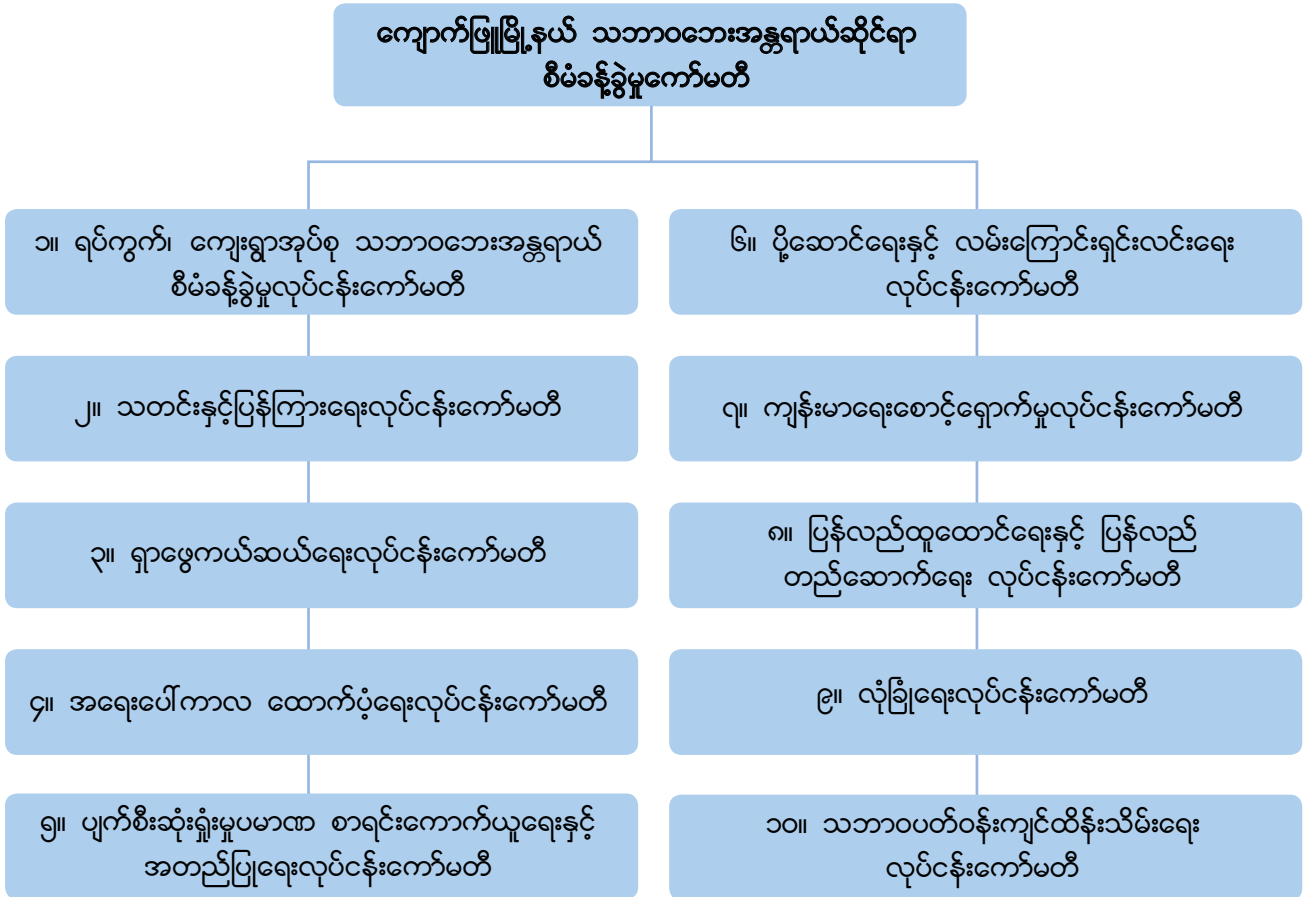 ကျောက်ဖြူမြို့နယ် သဘာဝဘေးအန္တရာယ်ဆိုင်ရာ
စီမံခန့်ခွဲမှုကော်မတီ
၁။ ရပ်ကွက်၊ ကျေးရွာအုပ်စု သဘာဝဘေးအန္တရာယ်
စီမံခန့်ခွဲမှုလုပ်ငန်းကော်မတီ
၂။ သတင်းနှင့်ပြန်ကြားရေးလုပ်ငန်းကော်မတီ
၃။ ရှာဖွေကယ်ဆယ်ရေးလုပ်ငန်းကော်မတီ
၄။ အရေးပေါ်ကာလ ထောက်ပံ့ရေးလုပ်ငန်းကော်မတီ
၅။ ပျက်စီးဆုံးရှုံးမှုပမာဏ စာရင်းကောက်ယူရေးနှင့်
အတည်ပြုရေးလုပ်ငန်းကော်မတီ
၆။ ပို့ဆောင်ရေးနှင့် လမ်းကြောင်းရှင်းလင်းရေး
လုပ်ငန်းကော်မတီ
၇။ ကျန်းမာရေးစောင့်ရှောက်မှုလုပ်ငန်းကော်မတီ
၈။ ပြန်လည်ထူထောင်ရေးနှင့် ပြန်လည်
တည်ဆောက်ရေး လုပ်ငန်းကော်မတီ
၉။ လုံခြုံရေးလုပ်ငန်းကော်မတီ
၁၀။ သဘာဝပတ်ဝန်းကျင်ထိန်းသိမ်းရေး
လုပ်ငန်းကော်မတီ